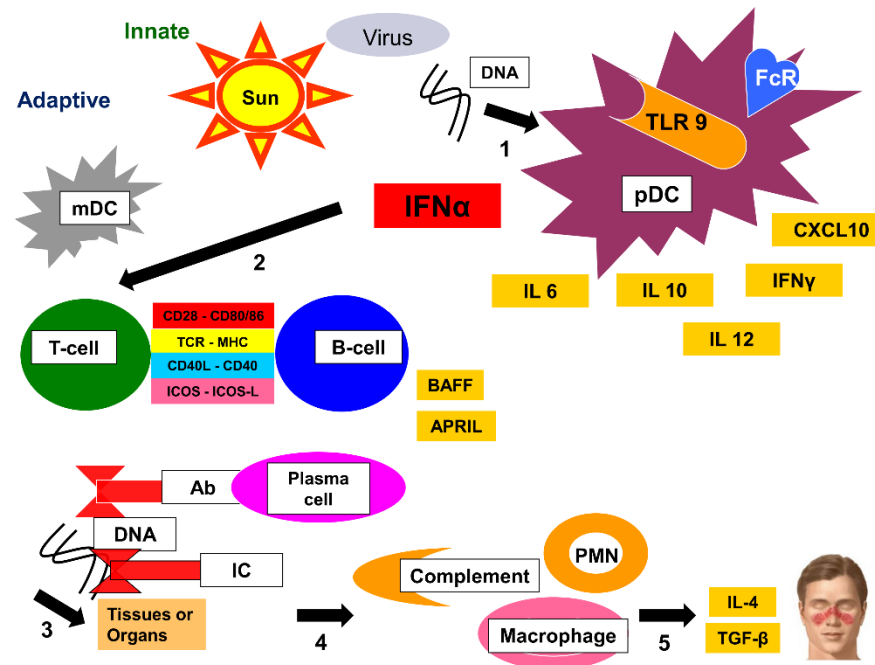 Innate
Virus
DNA
FcR
Sun
Adaptive
TLR 9
1
mDC
IFNα
pDC
CXCL10
2
IL 6
IL 10
IFNγ
IL 12
CD28 - CD80/86
T-cell
TCR - MHC
B-cell
CD40L - CD40
ICOS - ICOS-L
BAFF
APRIL
Ab
Plasma
cell
DNA
IC
Complement
PMN
3
Tissues or
Organs
4
Macrophage
5
IL-4
TGF-β